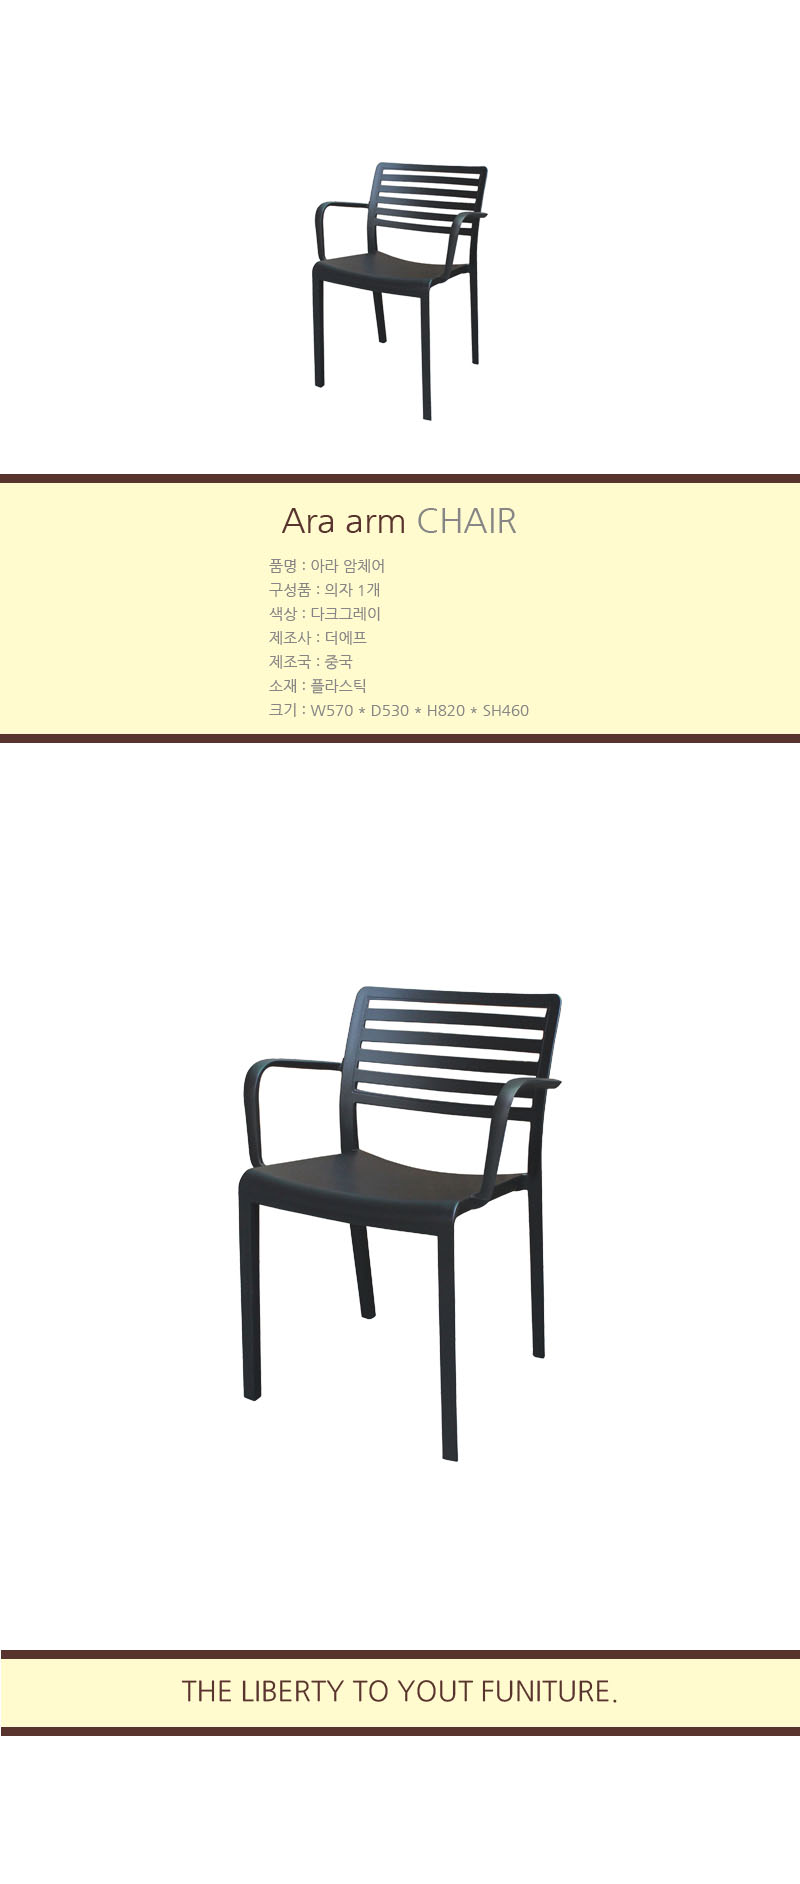 Ara arm CHAIR
품명 : 아라 암체어
구성품 : 의자 1개
색상 : 다크그레이
제조사 : 더에프
제조국 : 중국
소재 : 플라스틱
크기 : W570 * D530 * H820 * SH460
THE LIBERTY TO YOUT FUNITURE.